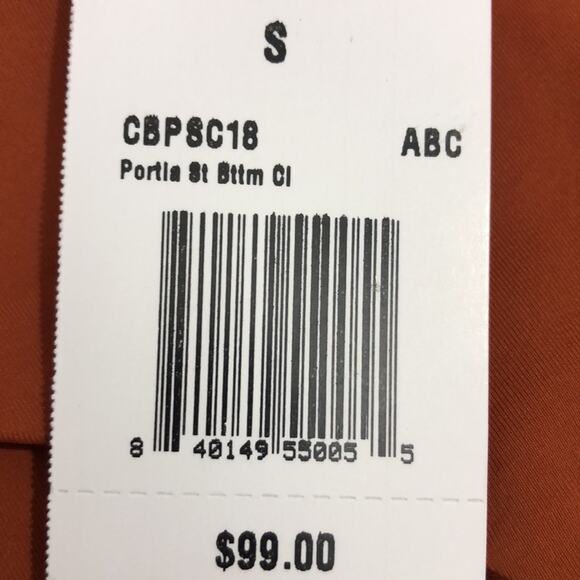 S
CBPSC18 ABC
Portia St Bttm Cl
8 40149 55005 5
$99.00